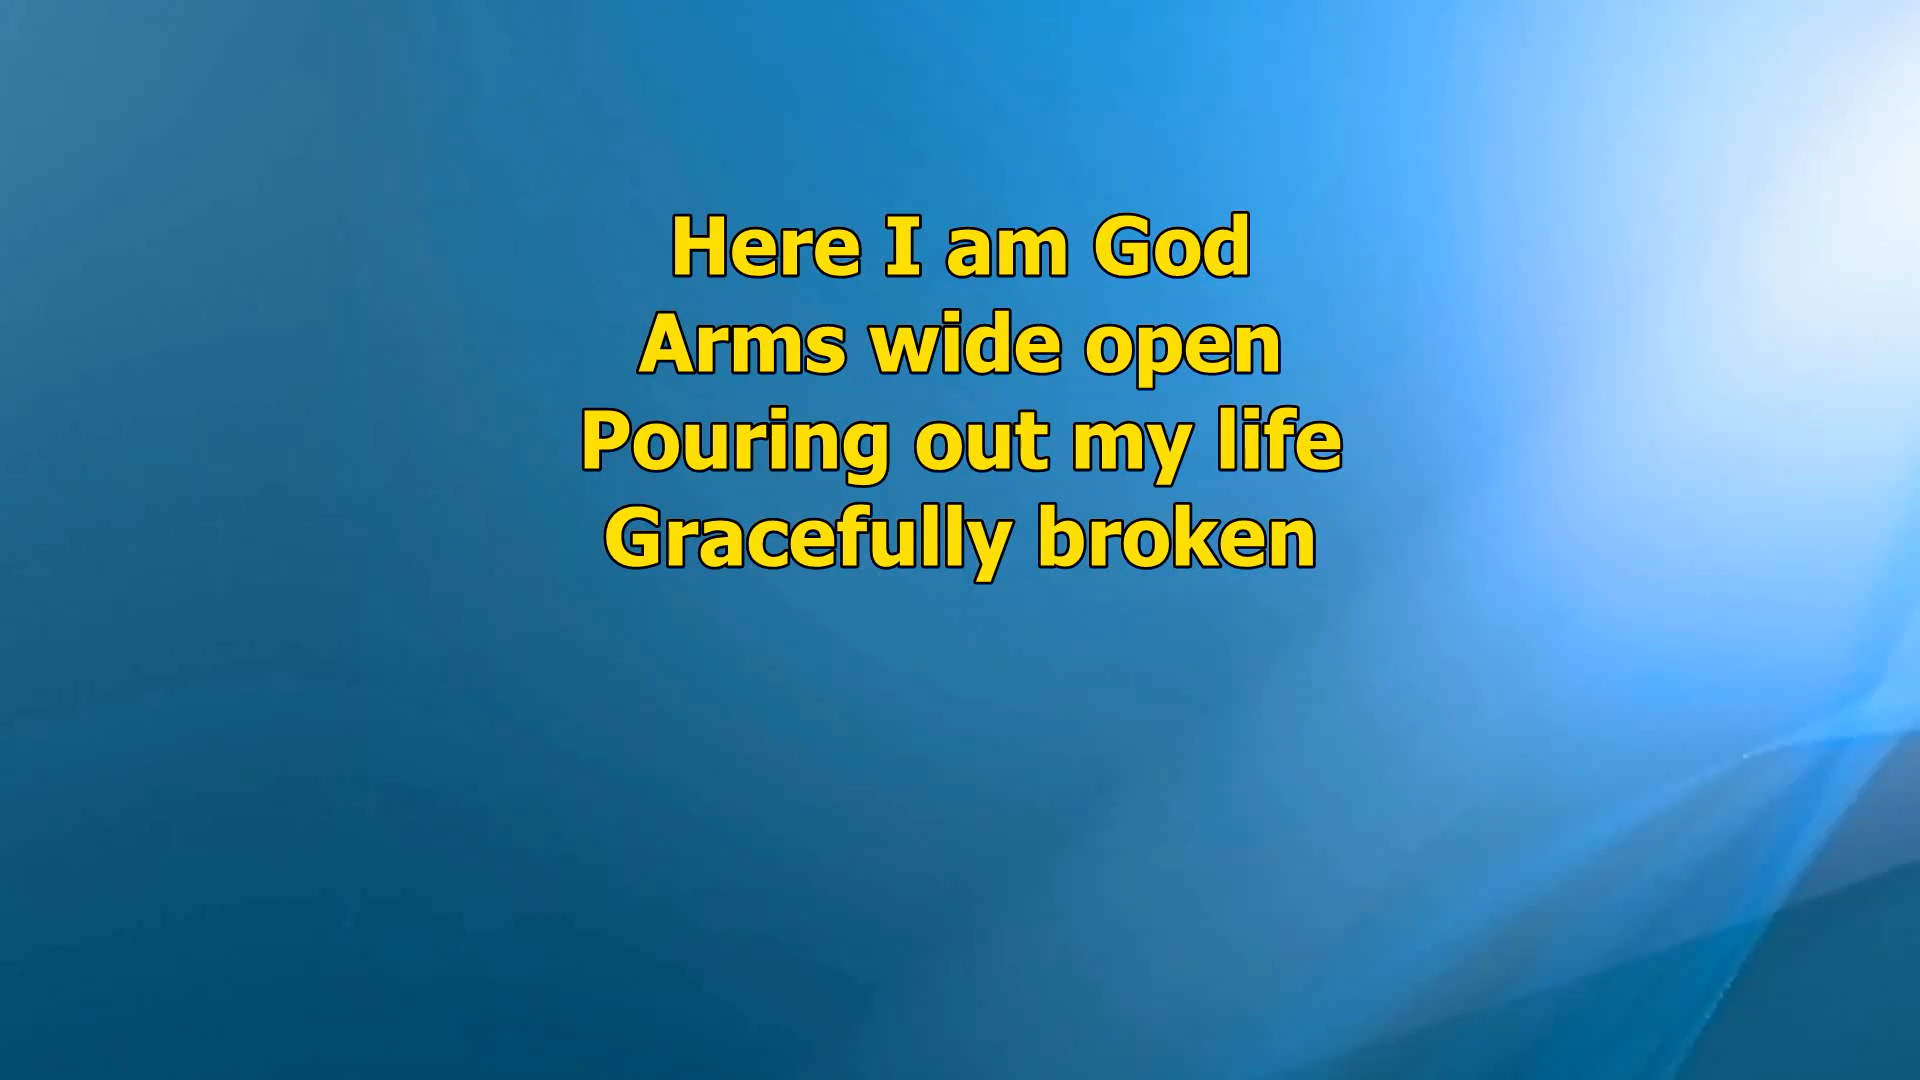 Here I am God
Arms wide open
Pouring out my life
Gracefully broken